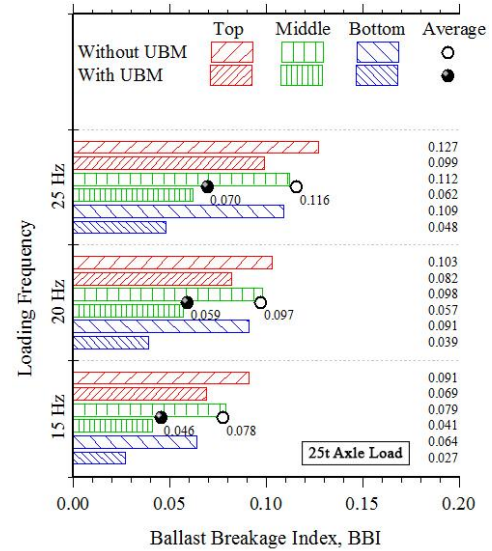 Top Middle Bottom Average
Without UBM
With UBM
25 Hz
0.127
0.099
0.112
0.062
0.109
0.048
0.070 0.116
20 Hz
0.103
0.082
0.098
0.057
0.091
0.039
0.059 0.097
15 Hz
0.091
0.069
0.079
0.041
0.064
0.027
0.046 0.078
25t Axle Load
Loading Frequency
0.00 0.05 0.10 0.15 0.20
Ballast Breakage Index, BBI